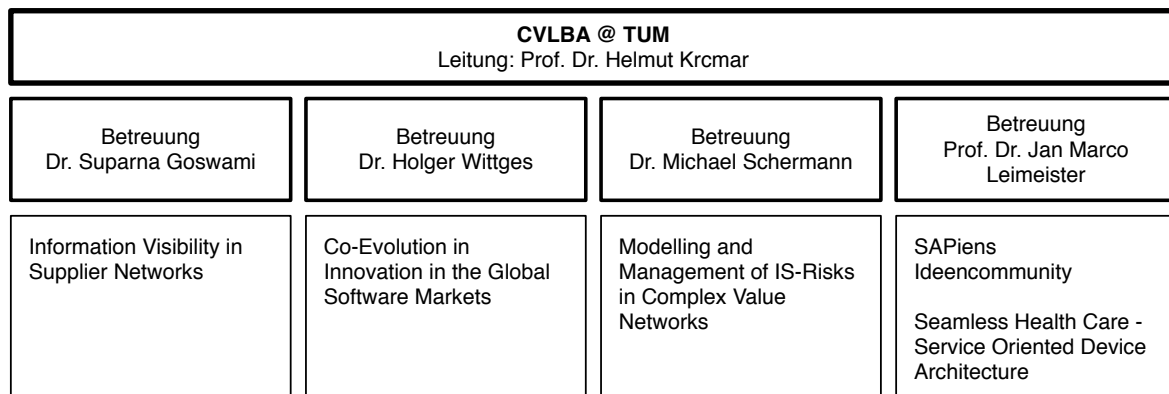 CVLBA @ TUM
Leitung: Prof. Dr. Helmut Krcmar
Betreuung
Dr. Suparna Goswami
Betreuung
Dr. Holger Wittges
Betreuung
Dr. Michael Schermann
Betreuung
Prof. Dr. Jan Marco
Leimeister
Information Visibility in
Supplier Networks
Co-Evolution in
Innovation in the Global
Software Markets
Modelling and
Management of IS-Risks
in Complex Value
Networks
SAPiens
Ideencommunity
Seamless Health Care -
Service Oriented Device
Architecture